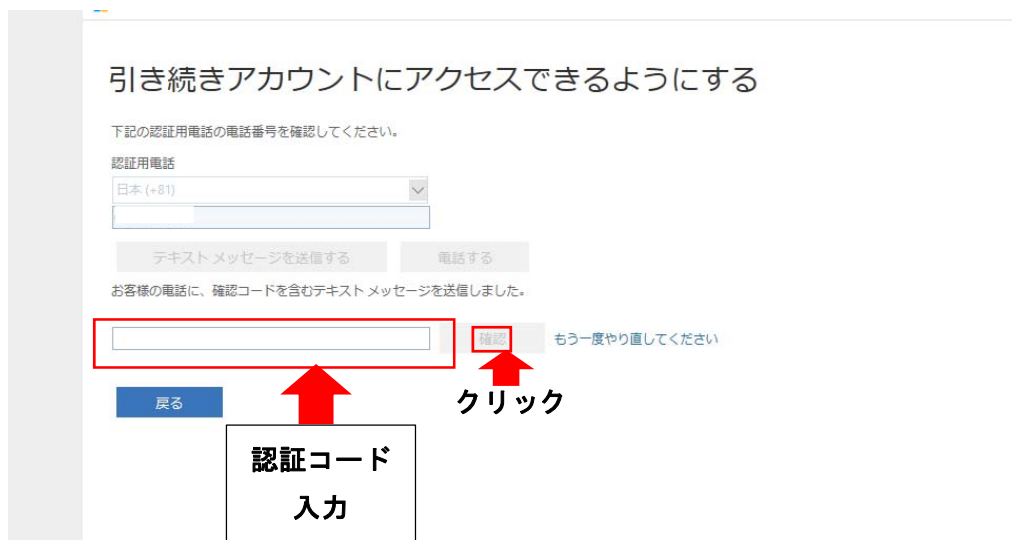 引き続きアカウントにアクセスできるようにする
下記の認証用電話の電話番号を確認してください。
認証用電話
日本 (+81)
テキスト メッセージを送信する 電話する
お客様の電話に、確認コードを含むテキスト メッセージを送信しました。
確認 もう一度やり直してください
戻る
クリック
認証コード
入力